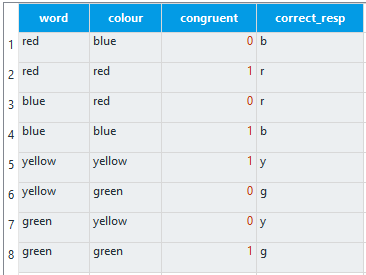 word colour congruent correct_resp
1 red blue 0 b
2 red red 1 r
3 blue red 0 r
4 blue blue 1 b
5 yellow yellow 1 y
6 yellow green 0 g
7 green yellow 0 y
8 green green 1 g